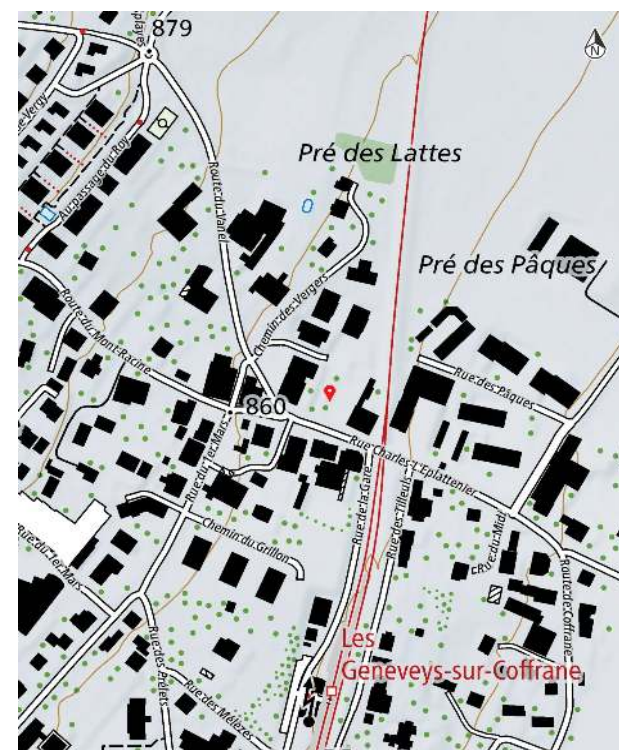 879
N
Pré des Lattes
Au passage du Roy
Route du Vanel
Pré des Pâques
Route du Mont-Racine
Chemin des Vergers
Rue des Pâques
860
Rue du 1er Mars
Rue Charles L'Eplattenier
Rue de la Gare
Rue des Tilleuls
Chemin du Grillon
Rue du Midi
Rue du 1er Mars
Route de Coffrane
Rue des Prélets
Les
Geneveys-sur-Coffrane
Rue des Mélèzes